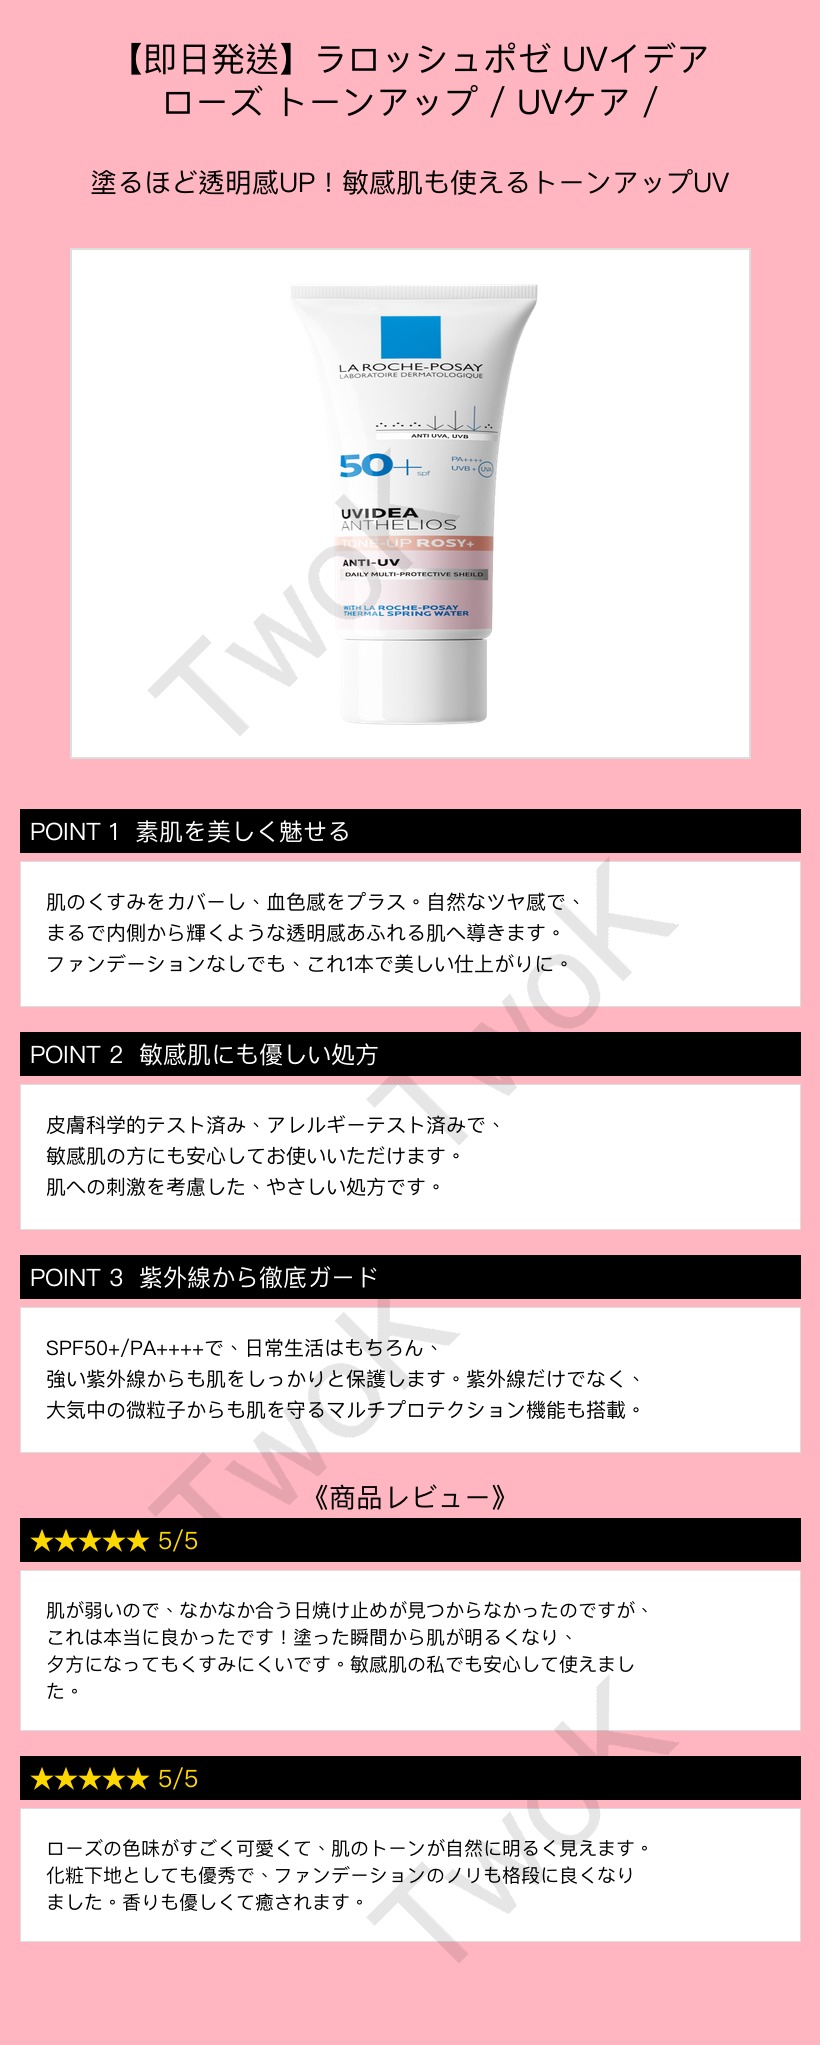 【即日発送】ラロッシュポゼ UVイデア
ローズ トーンアップ / UVケア /
塗るほど透明感UP！敏感肌も使えるトーンアップUV
LA ROCHE-POSAY
LABORATOIRE DERMATOLOGIQUE
ANTI UVA, UVB
50+ spf
PA++++
UVB + UVA
UVIDEA
ANTHELIOS
TONE-UP ROSY+
ANTI-UV
DAILY MULTI-PROTECTIVE SHEILD
WITH LA ROCHE-POSAY
THERMAL SPRING WATER
TwoK
POINT 1 素肌を美しく魅せる
肌のくすみをカバーし、血色感をプラス。自然なツヤ感で、
まるで内側から輝くような透明感あふれる肌へ導きます。
ファンデーションなしでも、これ1本で美しい仕上がりに。
TwoK
POINT 2 敏感肌にも優しい処方
皮膚科学的テスト済み、アレルギーテスト済みで、
敏感肌の方にも安心してお使いいただけます。
肌への刺激を考慮した、やさしい処方です。
POINT 3 紫外線から徹底ガード
SPF50+/PA++++で、日常生活はもちろん、
強い紫外線からも肌をしっかりと保護します。紫外線だけでなく、
大気中の微粒子からも肌を守るマルチプロテクション機能も搭載。
TwoK
《商品レビュー》
★★★★★ 5/5
肌が弱いので、なかなか合う日焼け止めが見つからなかったのですが、
これは本当に良かったです！塗った瞬間から肌が明るくなり、
夕方になってもくすみにくいです。敏感肌の私でも安心して使えまし
た。
★★★★★ 5/5
ローズの色味がすごく可愛くて、肌のトーンが自然に明るく見えます。
化粧下地としても優秀で、ファンデーションのノリも格段に良くなり
ました。香りも優しくて癒されます。
TwoK